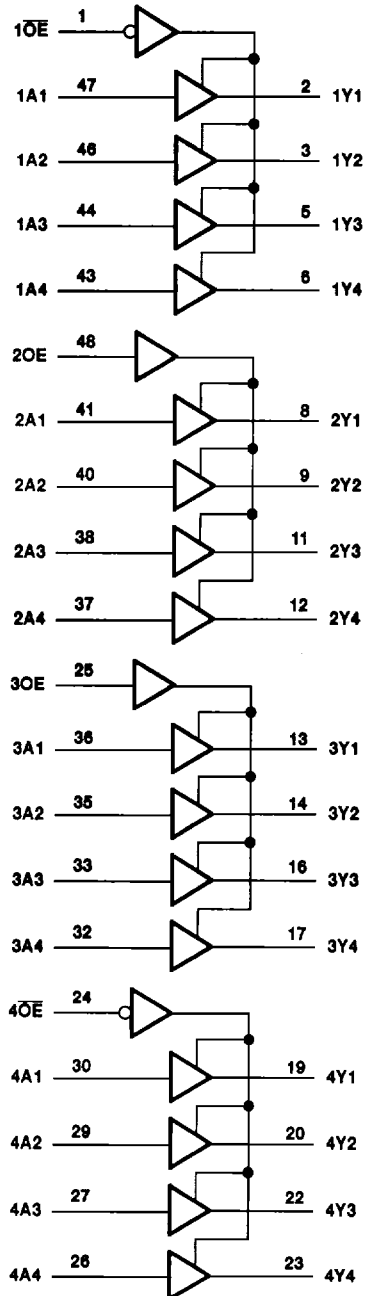 1O̅E̅ 1
1A1 47 2 1Y1
1A2 46 3 1Y2
1A3 44 5 1Y3
1A4 43 6 1Y4
2OE 48
2A1 41 8 2Y1
2A2 40 9 2Y2
2A3 38 11 2Y3
2A4 37 12 2Y4
3OE 25
3A1 36 13 3Y1
3A2 35 14 3Y2
3A3 33 16 3Y3
3A4 32 17 3Y4
4O̅E̅ 24
4A1 30 19 4Y1
4A2 29 20 4Y2
4A3 27 22 4Y3
4A4 26 23 4Y4